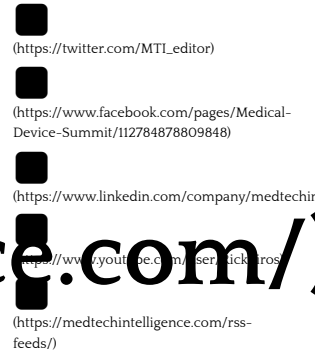 (https://twitter.com/MTI_editor)
(https://www.facebook.com/pages/Medical-
Device-Summit/112784878809848)
(https://www.linkedin.com/company/medtechin
ce.com/)
(https://medtechintelligence.com/rss-
feeds/)